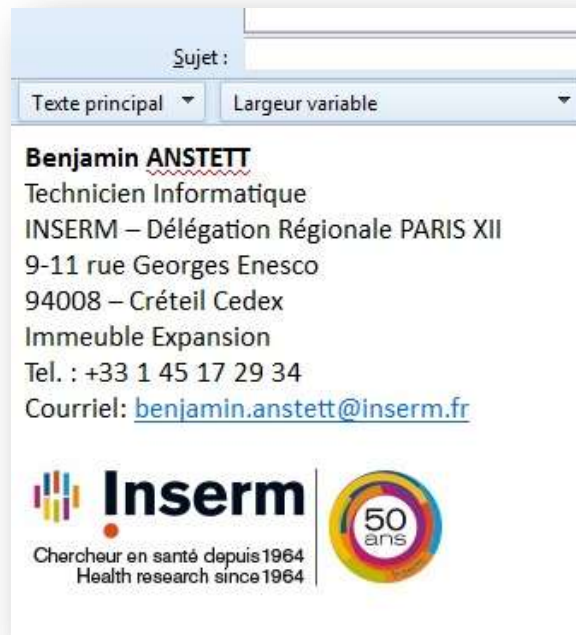 Sujet :
Texte principal
Largeur variable
Benjamin ANSTETT
Technicien Informatique
INSERM – Délégation Régionale PARIS XII
9-11 rue Georges Enesco
94008 – Créteil Cedex
Immeuble Expansion
Tel. : +33 1 45 17 29 34
Courriel: benjamin.anstett@inserm.fr
Inserm
50
ans
Chercheur en santé depuis 1964
Health research since 1964